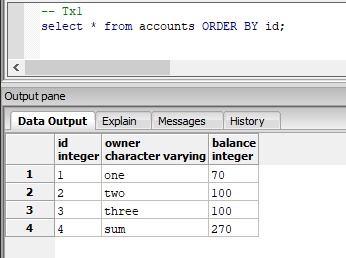 -- Tx1
select * from accounts ORDER BY id;
Output pane
Data Output Explain Messages History
id owner balance
integer character varying integer
1 1 one 70
2 2 two 100
3 3 three 100
4 4 sum 270